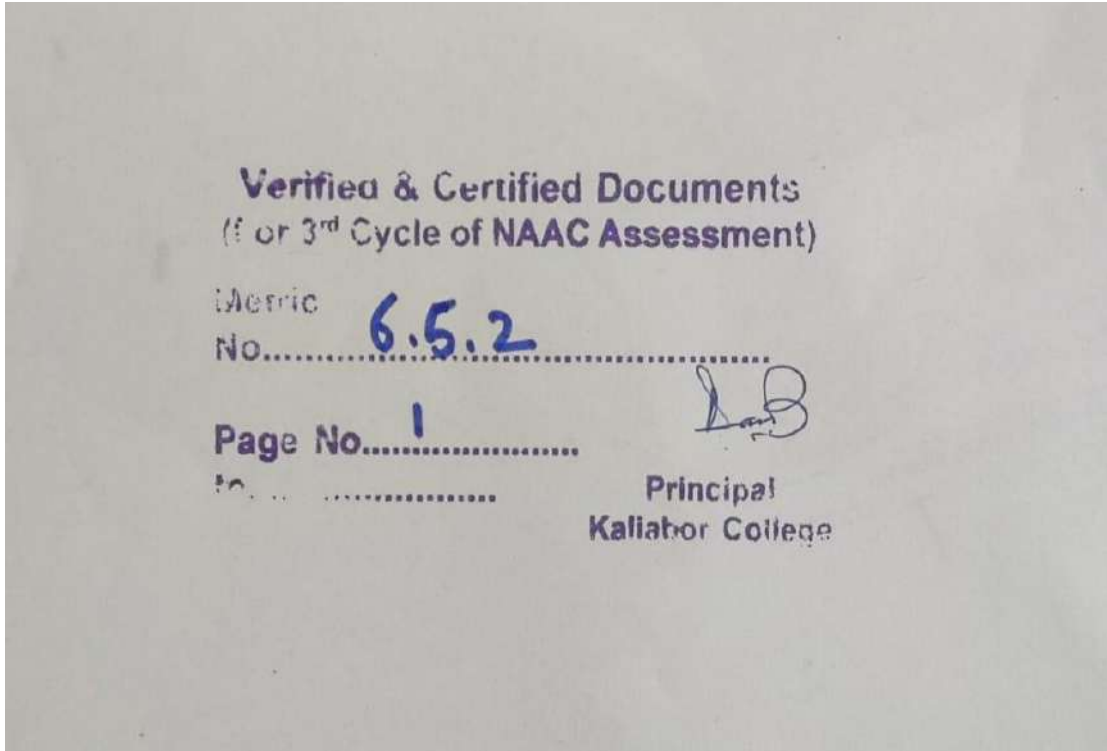 Verified & Certified Documents
(for 3rd Cycle of NAAC Assessment)
Metric
No.......6.5.2..............................
Page No....1...................
to.... ..................
Principal
Kaliabor College